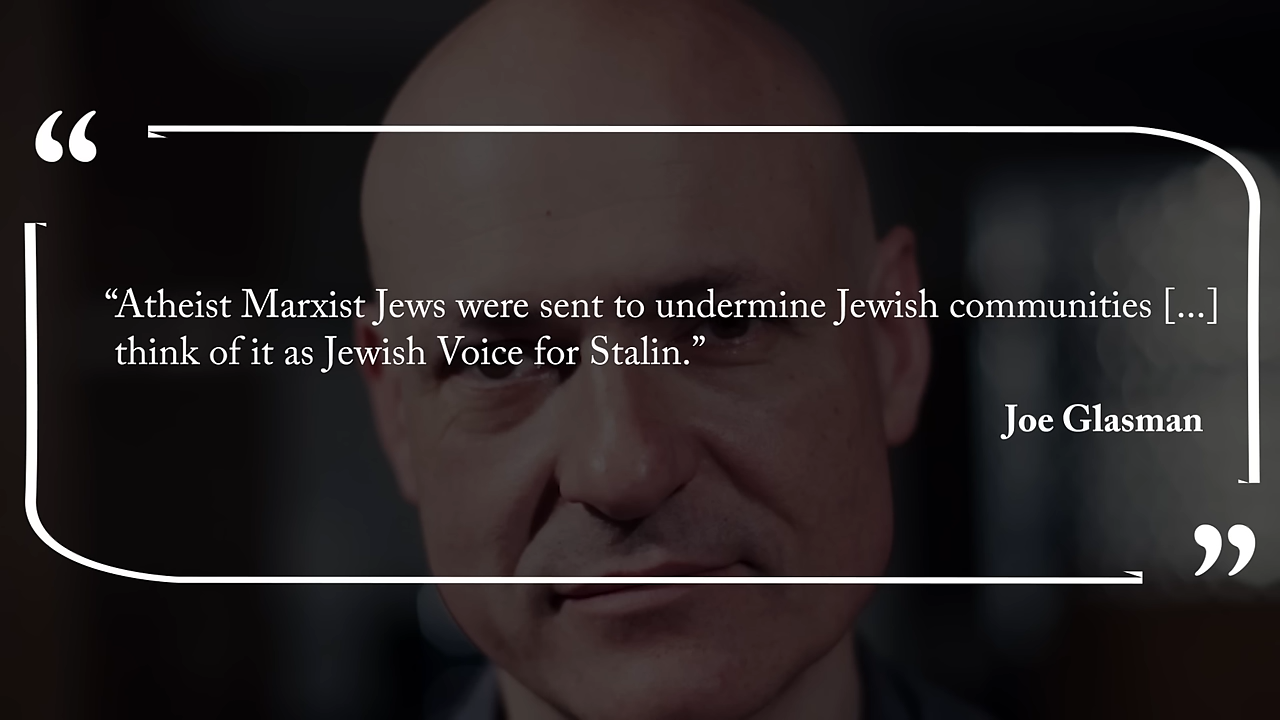 “Atheist Marxist Jews were sent to undermine Jewish communities [...]
think of it as Jewish Voice for Stalin.”
Joe Glasman